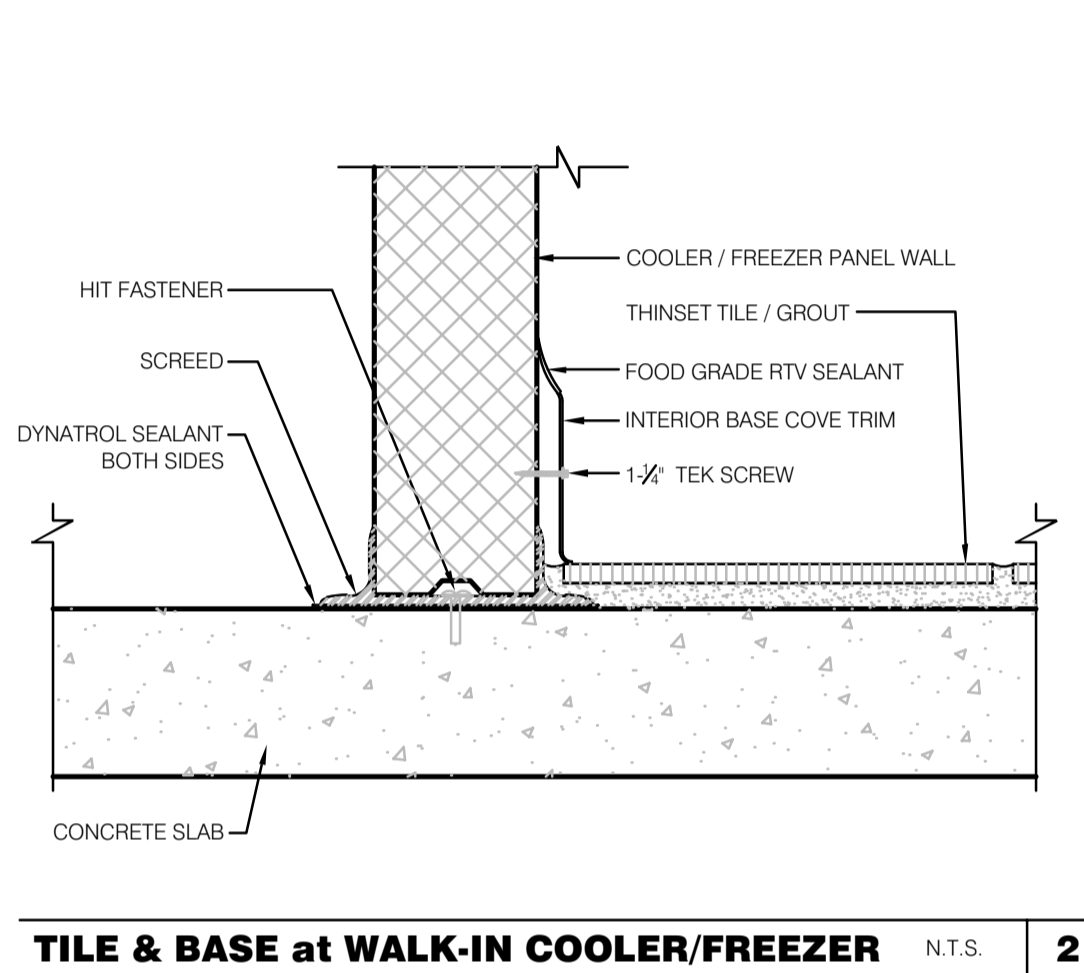 COOLER / FREEZER PANEL WALL
HIT FASTENER
THINSET TILE / GROUT
SCREED
FOOD GRADE RTV SEALANT
INTERIOR BASE COVE TRIM
DYNATROL SEALANT
BOTH SIDES
1-¼" TEK SCREW
CONCRETE SLAB
TILE & BASE at WALK-IN COOLER/FREEZER N.T.S. 2